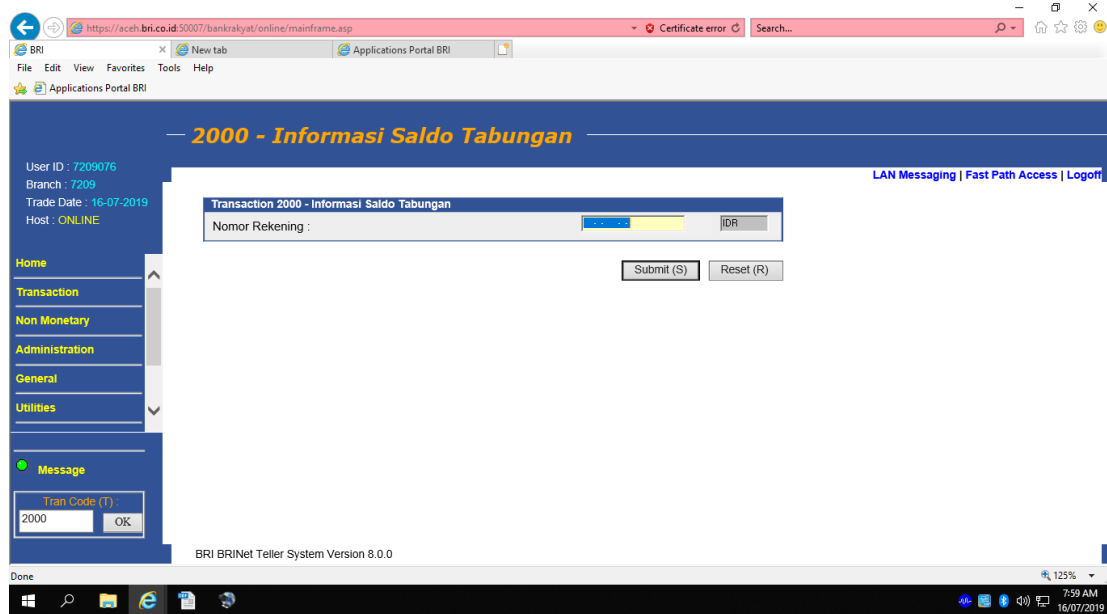 https://aceh.bri.co.id:50007/bankrakyat/online/mainframe.asp
Certificate error
Search...
BRI
New tab
Applications Portal BRI
File Edit View Favorites Tools Help
Applications Portal BRI
2000 - Informasi Saldo Tabungan
User ID : 7209076
Branch : 7209
Trade Date : 16-07-2019
Host : ONLINE
LAN Messaging | Fast Path Access | Logoff
Transaction 2000 - Informasi Saldo Tabungan
Nomor Rekening :
IDR
Submit (S)
Reset (R)
Home
Transaction
Non Monetary
Administration
General
Utilities
Message
Tran Code (T) :
2000
OK
BRI BRINet Teller System Version 8.0.0
Done
125%
7:59 AM
16/07/2019